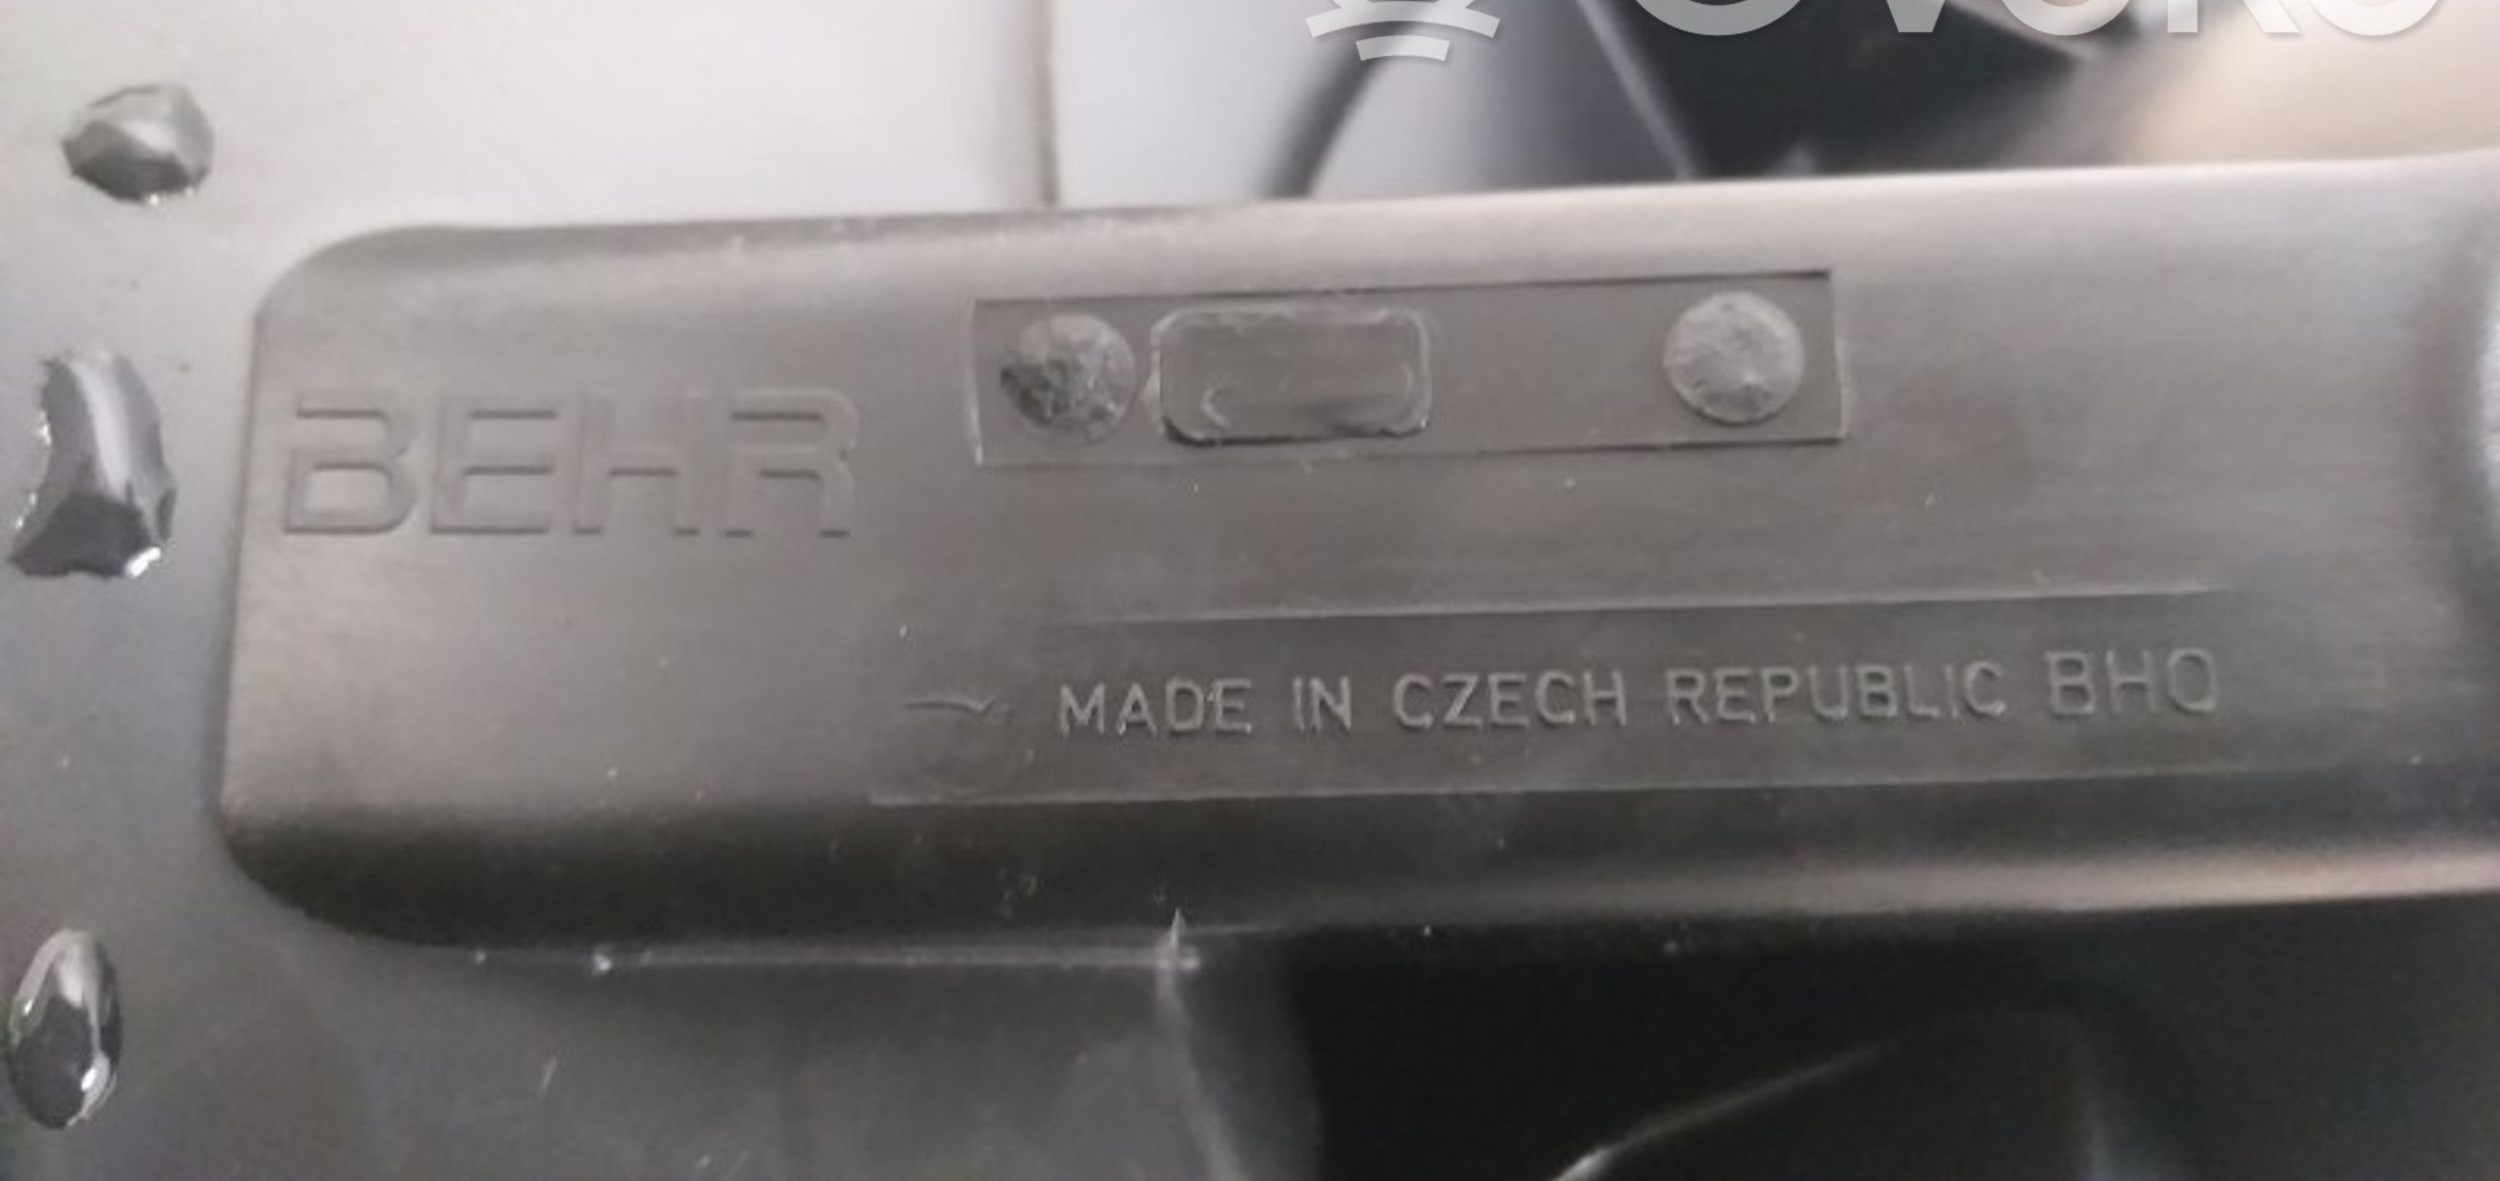 BEHR
MADE IN CZECH REPUBLIC BHO